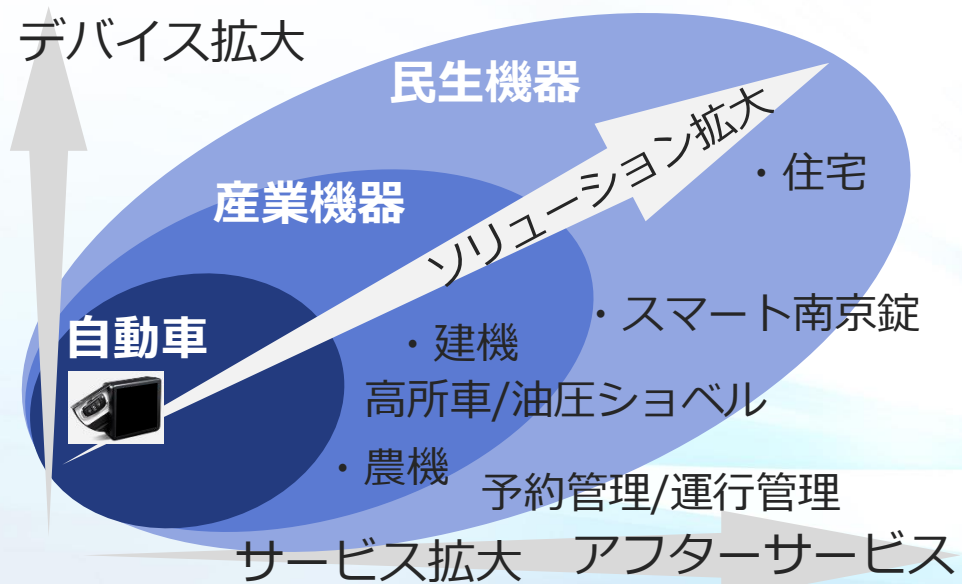 デバイス拡大
民生機器
ソリューション拡大
・住宅
産業機器
・スマート南京錠
自動車
・建機
高所車/油圧ショベル
・農機
予約管理/運行管理
サービス拡大
アフターサービス